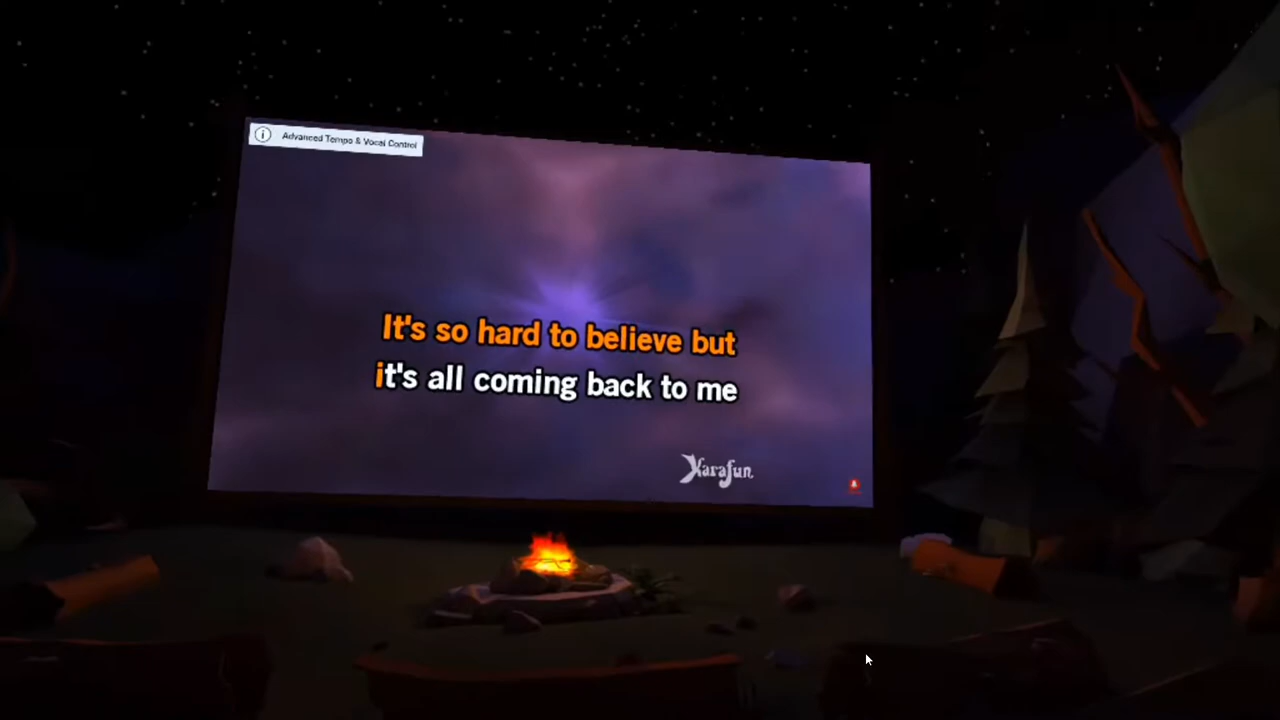 Advanced Tempo & Vocal Control
It's so hard to believe but
it's all coming back to me
Karafun